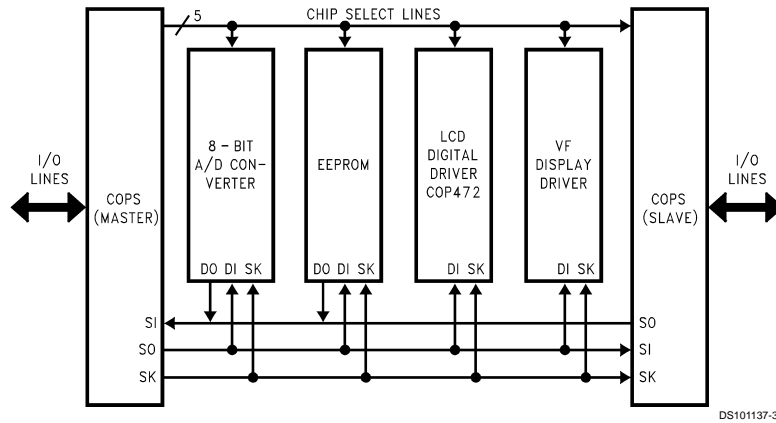 5
CHIP SELECT LINES
I/O
LINES
COPS
(MASTER)
8 – BIT
A/D CON-
VERTER
EEPROM
LCD
DIGITAL
DRIVER
COP472
VF
DISPLAY
DRIVER
COPS
(SLAVE)
I/O
LINES
DO DI SK
DO DI SK
DI SK
DI SK
SI
SO
SO
SI
SK
SK
DS101137-3